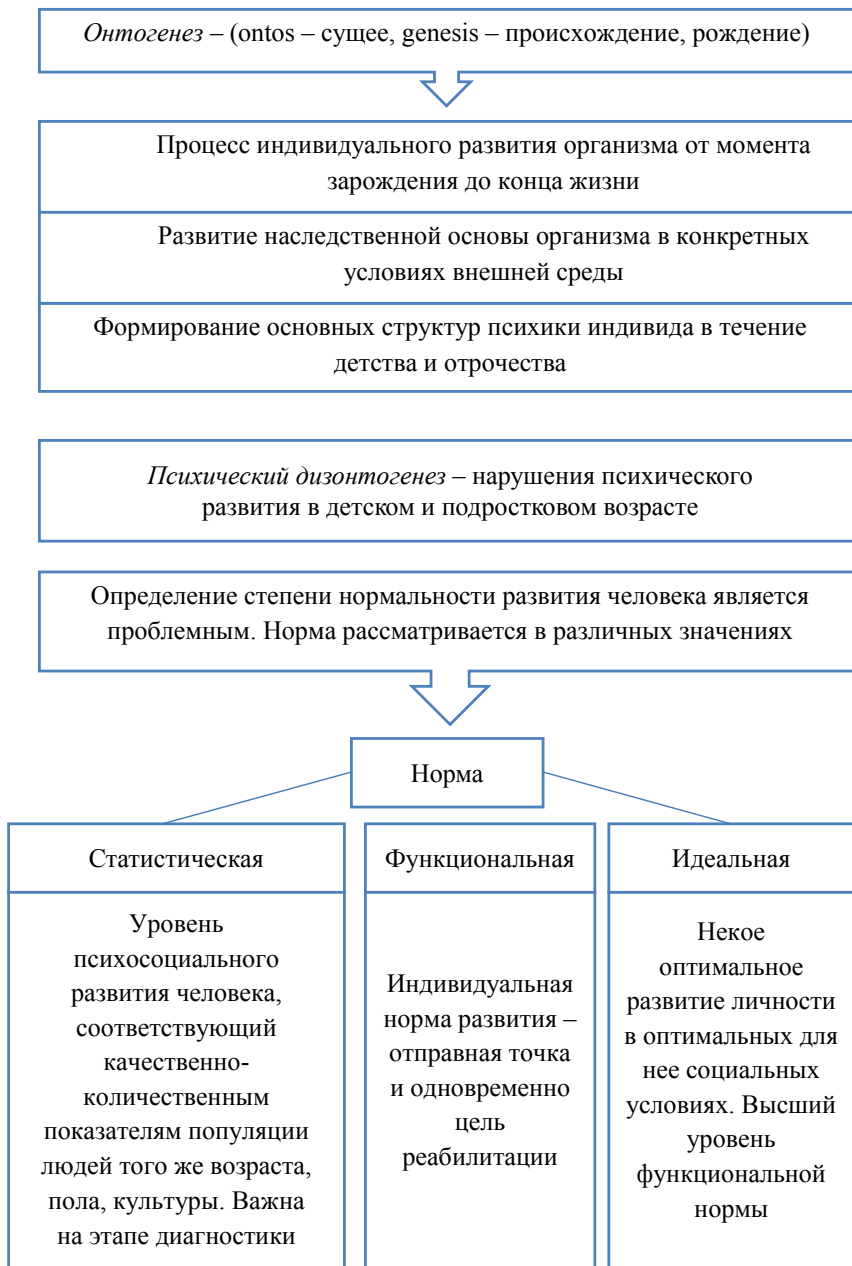 Онтогенез – (ontos – сущее, genesis – происхождение, рождение)
Процесс индивидуального развития организма от момента
зарождения до конца жизни
Развитие наследственной основы организма в конкретных
условиях внешней среды
Формирование основных структур психики индивида в течение
детства и отрочества
Психический дизонтогенез – нарушения психического
развития в детском и подростковом возрасте
Определение степени нормальности развития человека является
проблемным. Норма рассматривается в различных значениях
Норма
Статистическая
Уровень
психосоциального
развития человека,
соответствующий
качественно-
количественным
показателям популяции
людей того же возраста,
пола, культуры. Важна
на этапе диагностики
Функциональная
Индивидуальная
норма развития –
отправная точка
и одновременно
цель
реабилитации
Идеальная
Некое
оптимальное
развитие личности
в оптимальных для
нее социальных
условиях. Высший
уровень
функциональной
нормы